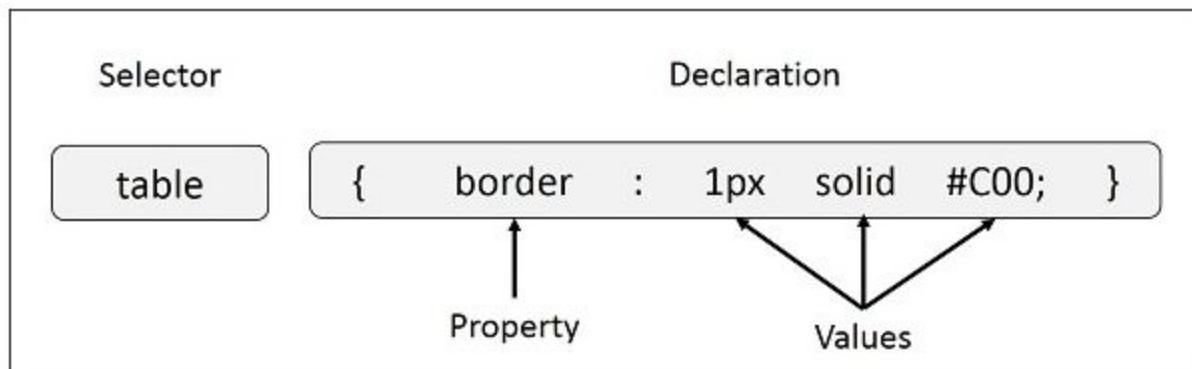 Selector Declaration
table { border : 1px solid #C00; }
Property Values